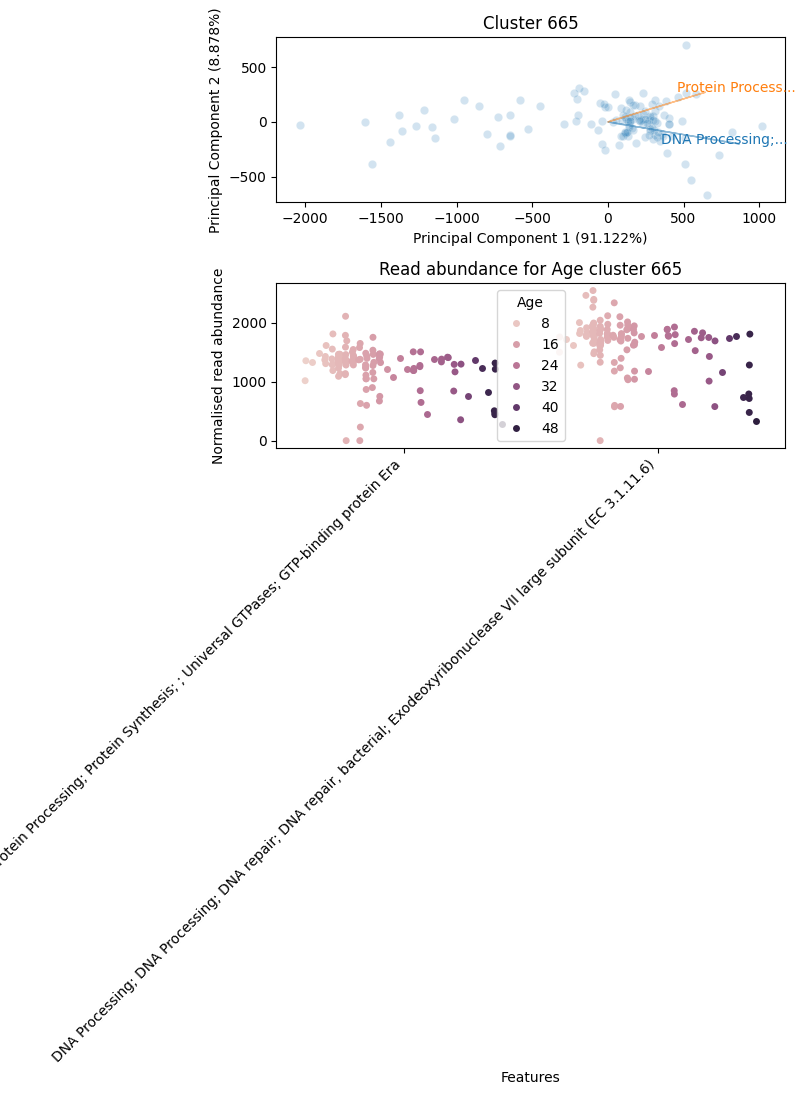 Cluster 665
Principal Component 2 (8.878%)
500
0
−500
Protein Process...
DNA Processing;...
−2000
−1500
−1000
−500
0
500
1000
Principal Component 1 (91.122%)
Read abundance for Age cluster 665
Normalised read abundance
2000
1000
0
Age
8
16
24
32
40
48
Processing; Protein Synthesis; ; Universal GTPases; GTP-binding protein Era
DNA Processing; DNA Processing; DNA repair; DNA repair, bacterial; Exodeoxyribonuclease VII large subunit (EC 3.1.11.6)
Features